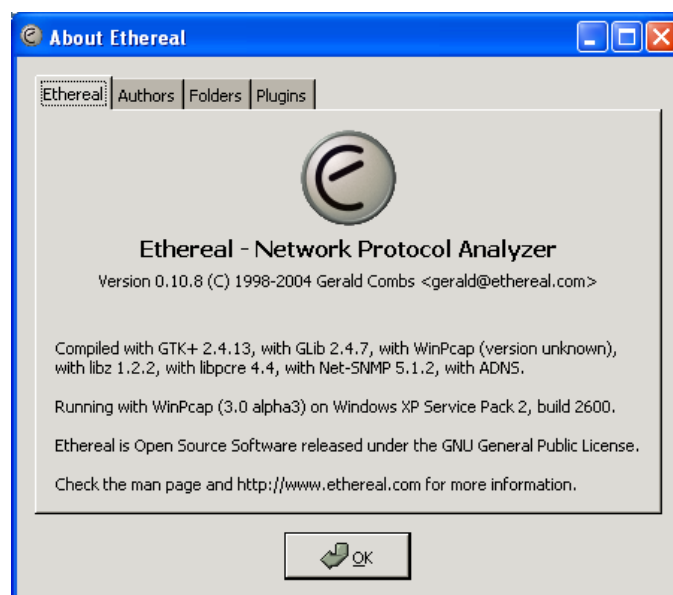 About Ethereal
Ethereal Authors Folders Plugins
Ethereal - Network Protocol Analyzer
Version 0.10.8 (C) 1998-2004 Gerald Combs <gerald@ethereal.com>
Compiled with GTK+ 2.4.13, with GLib 2.4.7, with WinPcap (version unknown),
with libz 1.2.2, with libpcre 4.4, with Net-SNMP 5.1.2, with ADNS.
Running with WinPcap (3.0 alpha3) on Windows XP Service Pack 2, build 2600.
Ethereal is Open Source Software released under the GNU General Public License.
Check the man page and http://www.ethereal.com for more information.
OK